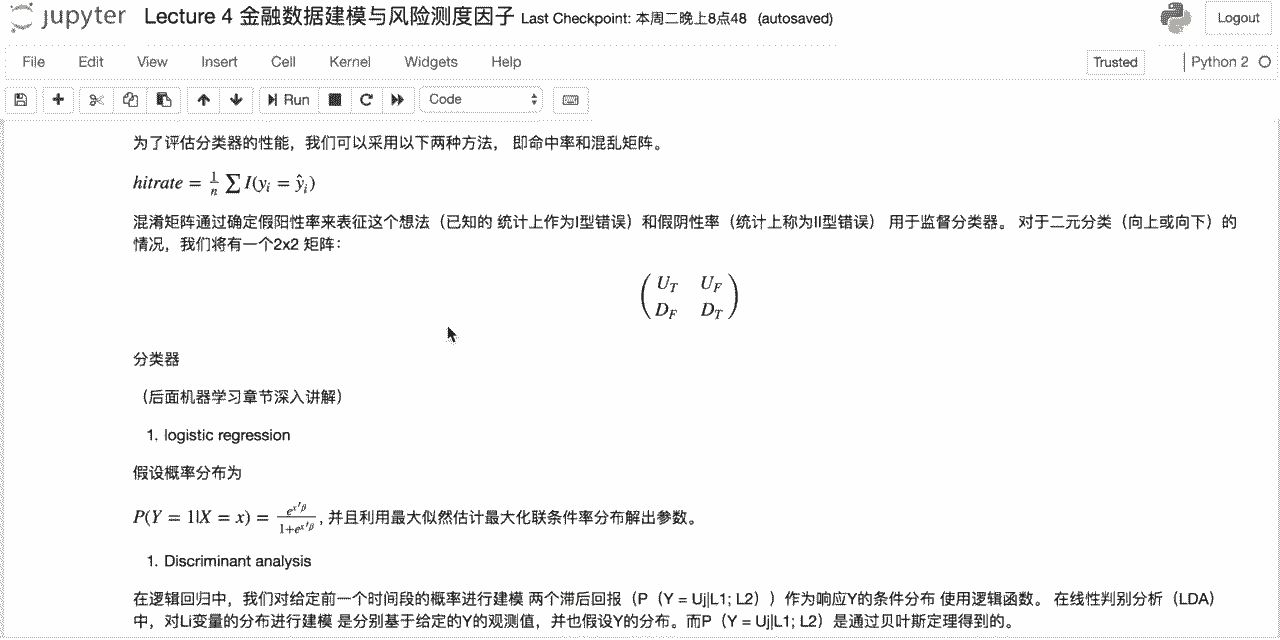 jupyter Lecture 4 金融数据建模与风险测度因子 Last Checkpoint: 本周二晚上8点48 (autosaved) Logout
File Edit View Insert Cell Kernel Widgets Help Trusted Python 2
Run Code
为了评估分类器的性能，我们可以采用以下两种方法， 即命中率和混乱矩阵。
hitrate = 1/n ∑ I(y_i = ŷ_i)
混淆矩阵通过确定假阳性率来表征这个想法（已知的 统计上作为I型错误）和假阴性率（统计上称为II型错误） 用于监督分类器。 对于二元分类（向上或向下）的
情况，我们将有一个2x2 矩阵：
U_T U_F
D_F D_T
分类器
（后面机器学习章节深入讲解）
1. logistic regression
假设概率分布为
P(Y = 1|X = x) = e^{x'β} / 1+e^{x'β} , 并且利用最大似然估计最大化联条件率分布解出参数。
1. Discriminant analysis
在逻辑回归中，我们对给定前一个时间段的概率进行建模 两个滞后回报（P（Y = Uj|L1; L2））作为响应Y的条件分布 使用逻辑函数。 在线性判别分析（LDA）
中，对Li变量的分布进行建模 是分别基于给定的Y的观测值，并也假设Y的分布。而P（Y = Uj|L1; L2）是通过贝叶斯定理得到的。